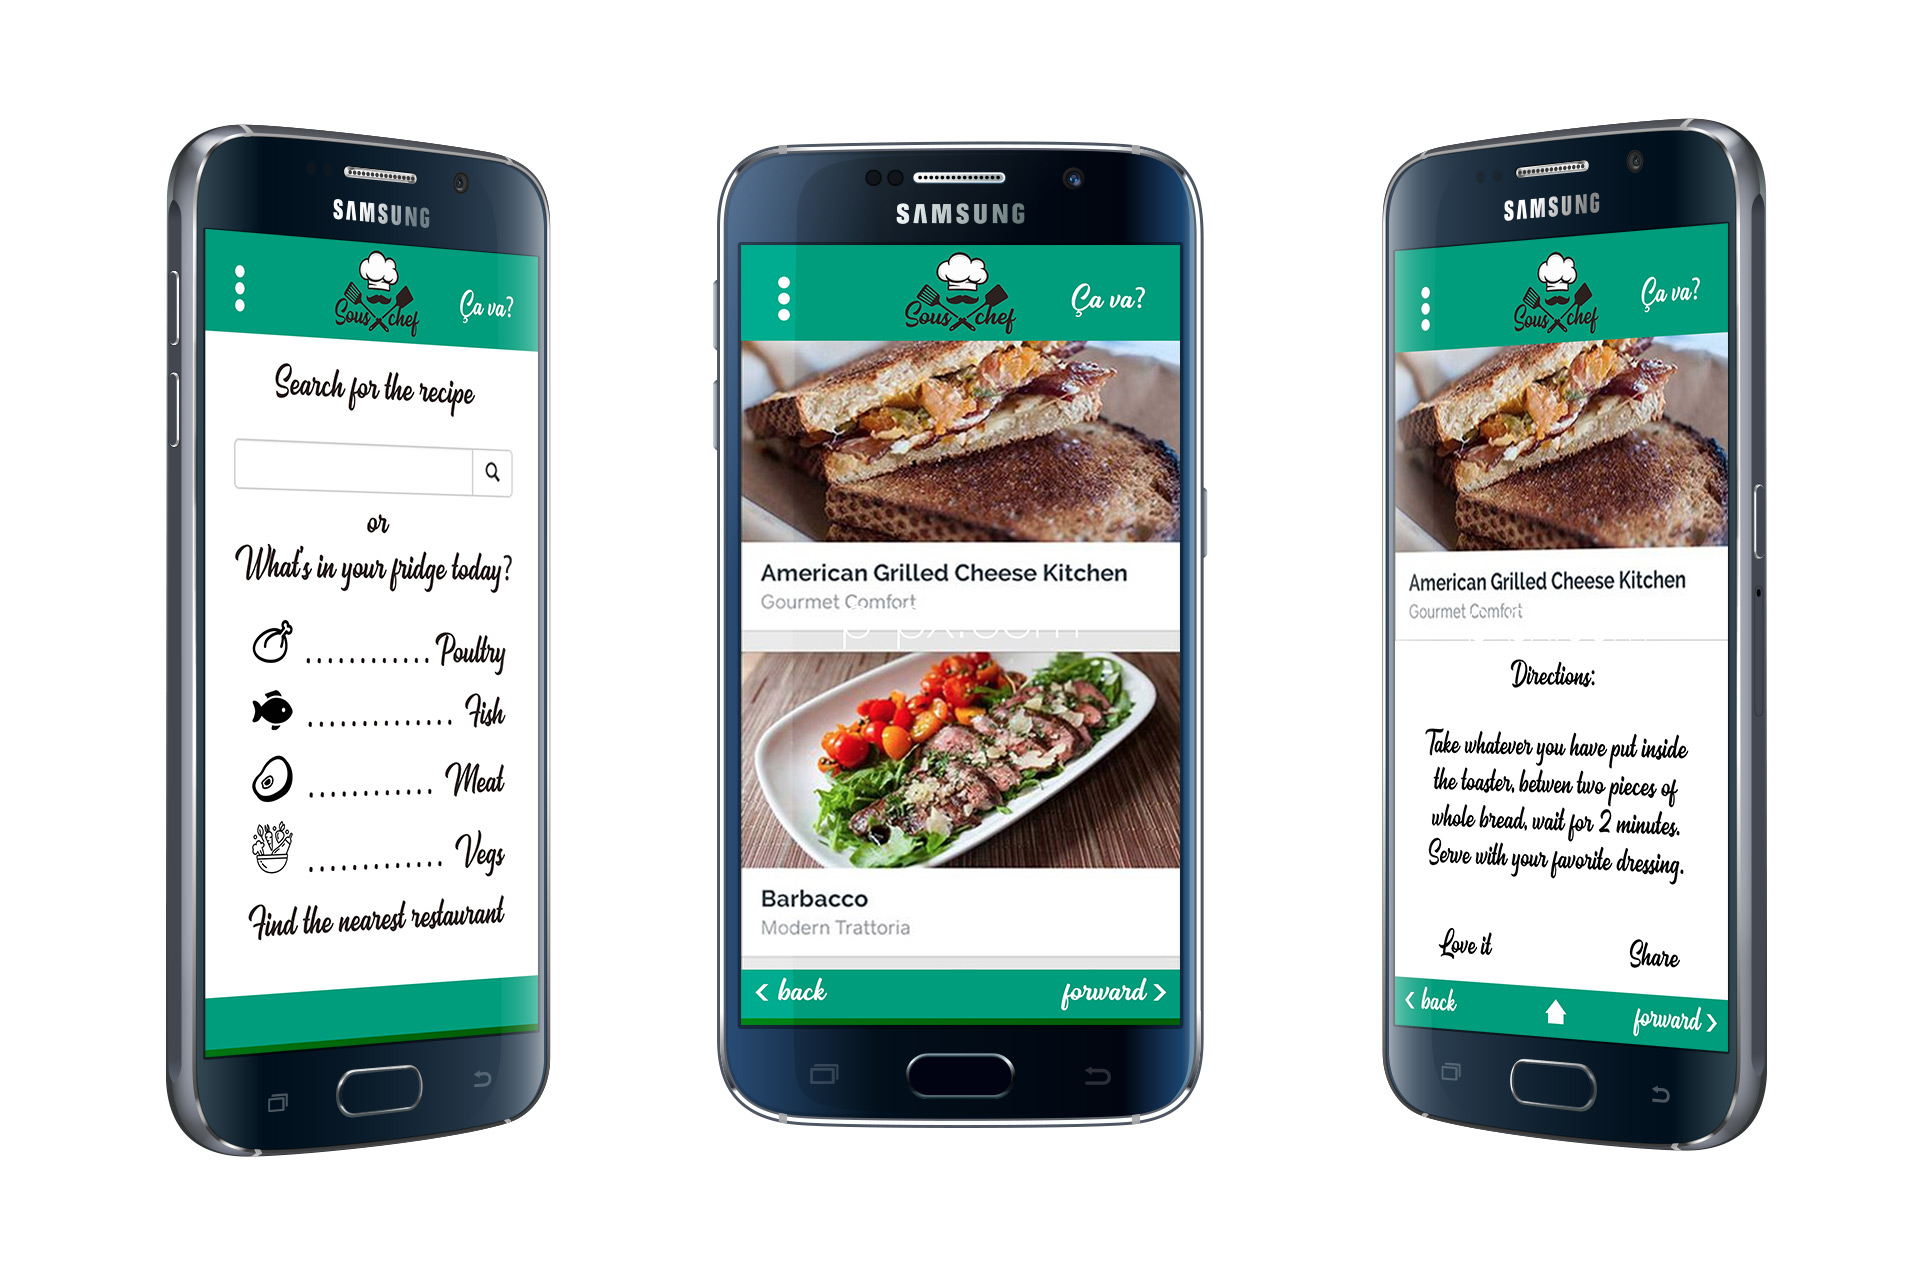 SAMSUNG
Sous chef
Ça va?
Search for the recipe
or
What's in your fridge today?
............ Poultry
.............. Fish
............ Meat
............ Vegs
Find the nearest restaurant
SAMSUNG
Sous chef
Ça va?
American Grilled Cheese Kitchen
Gourmet Comfort
Barbacco
Modern Trattoria
< back
forward >
SAMSUNG
Sous chef
Ça va?
American Grilled Cheese Kitchen
Gourmet Comfort
Directions:
Take whatever you have put inside
the toaster, betwen two pieces of
whole bread, wait for 2 minutes.
Serve with your favorite dressing.
Love it
Share
< back
forward >